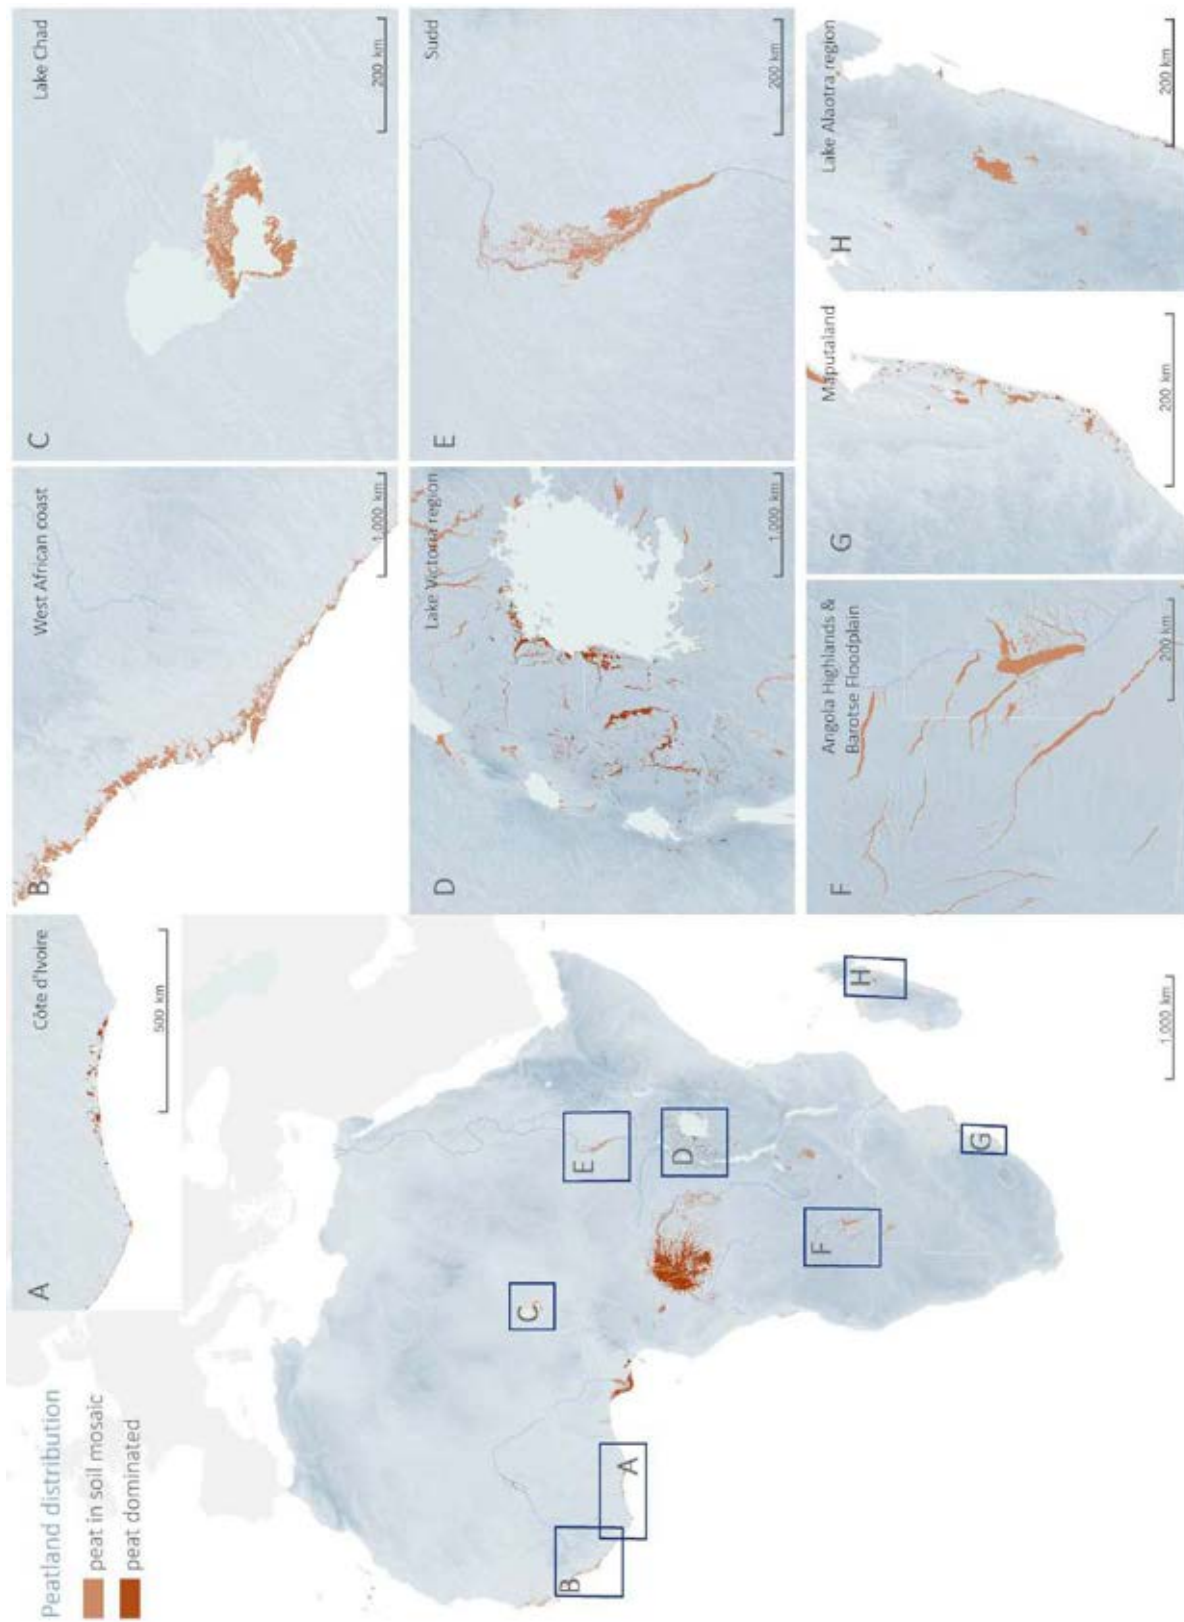 Peatland distribution
peat in soil mosaic
peat dominated
A
B
C
D
E
F
G
H
1,000 km
A
Côte d'Ivoire
500 km
B
West African coast
1,000 km
C
Lake Chad
200 km
D
Lake Victoria region
1,000 km
E
Sudd
200 km
F
Angola Highlands &
Barotse Floodplain
200 km
G
Maputaland
200 km
H
Lake Alaotra region
200 km